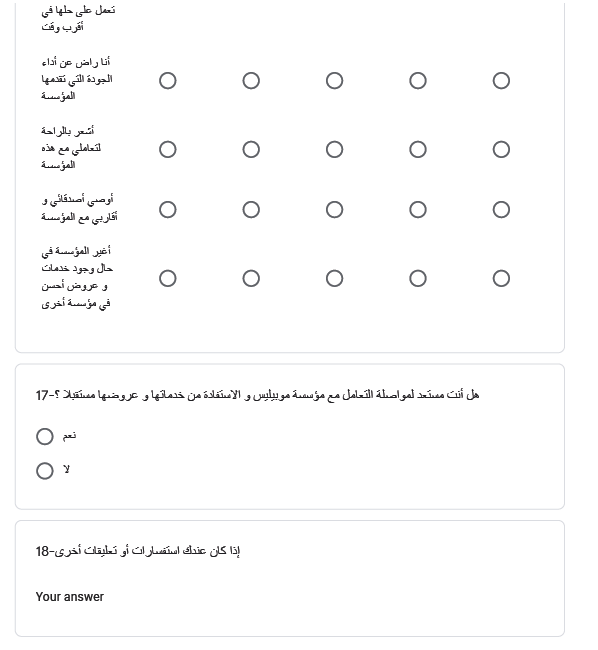 تعمل على حلها في
أقرب وقت
أنا راض عن أداء
الجودة التي تقدمها
المؤسسة
أشعر بالراحة
لتعاملي مع هذه
المؤسسة
أوصي أصدقائي و
أقاربي مع المؤسسة
أغير المؤسسة في
حال وجود خدمات
و عروض أحسن
في مؤسسة أخرى
17-هل أنت مستعد لمواصلة التعامل مع مؤسسة موبيليس و الاستفادة من خدماتها و عروضها مستقبلا ؟
نعم
لا
18-إذا كان عندك استفسارات أو تعليقات أخرى
Your answer